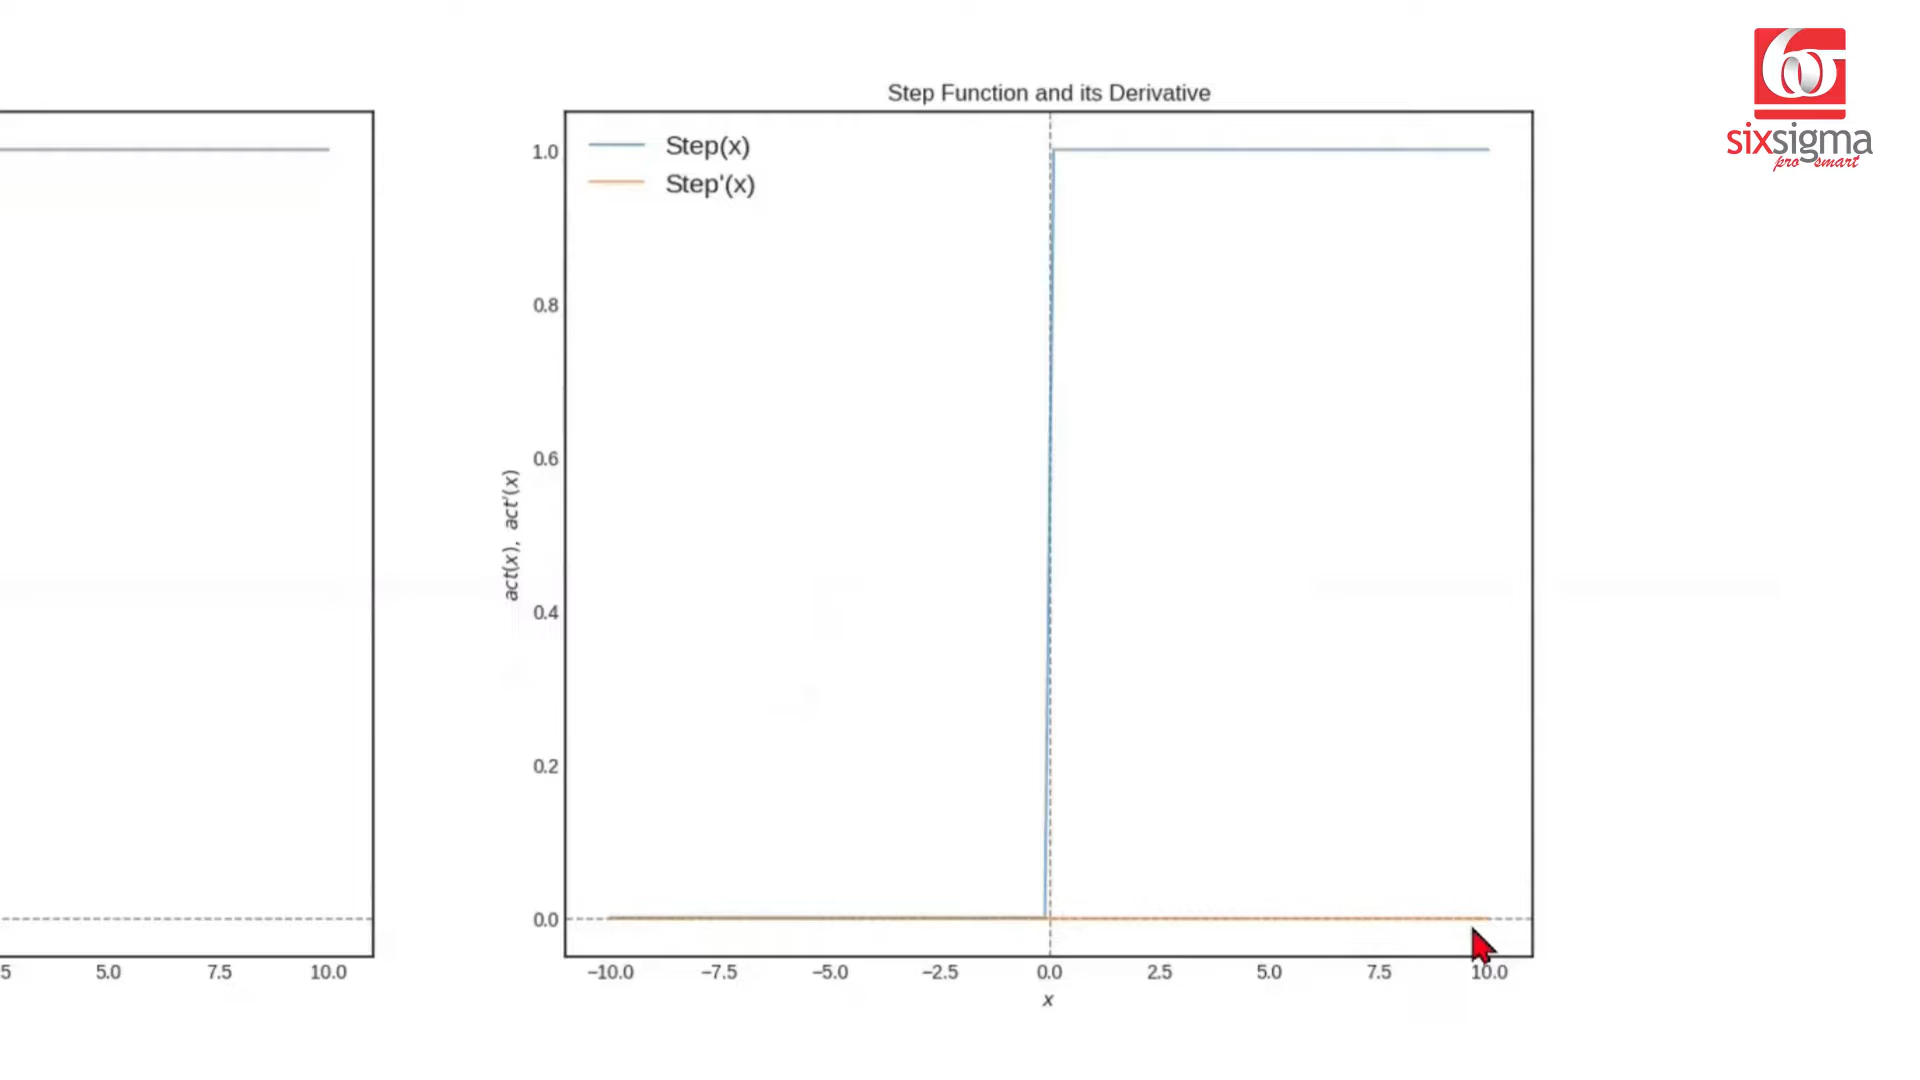 6σ
sixsigma
pro smart
Step Function and its Derivative
Step(x)
Step'(x)
1.0
0.8
0.6
0.4
0.2
0.0
act(x), act'(x)
5 5.0 7.5 10.0
−10.0 −7.5 −5.0 −2.5 0.0 2.5 5.0 7.5 10.0
x